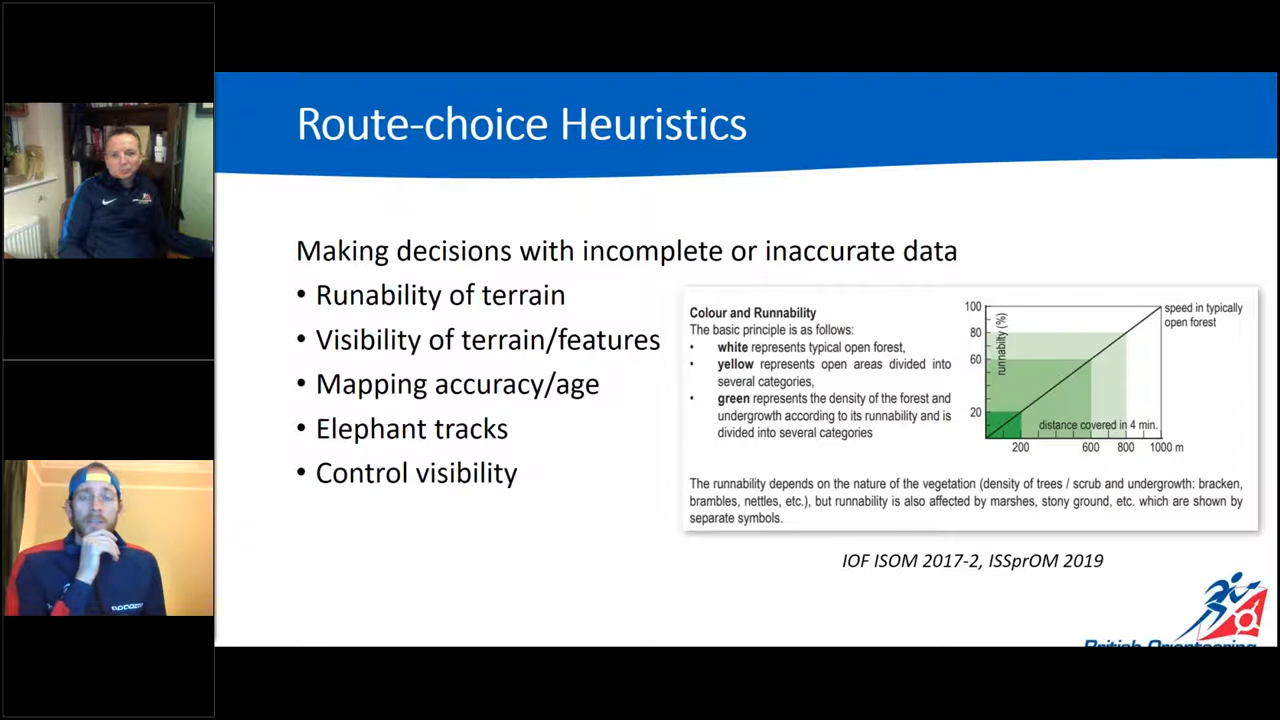 Route-choice Heuristics
Making decisions with incomplete or inaccurate data
• Runability of terrain
• Visibility of terrain/features
• Mapping accuracy/age
• Elephant tracks
• Control visibility
Colour and Runnability
The basic principle is as follows:
• white represents typical open forest,
• yellow represents open areas divided into
several categories,
• green represents the density of the forest and
undergrowth according to its runnability and is
divided into several categories
100
80
60
20
runnability (%)
speed in typically
open forest
distance covered in 4 min.
200 600 800 1000 m
The runnability depends on the nature of the vegetation (density of trees / scrub and undergrowth: bracken,
brambles, nettles, etc.), but runnability is also affected by marshes, stony ground, etc. which are shown by
separate symbols.
IOF ISOM 2017-2, ISSprOM 2019
British Orienteering